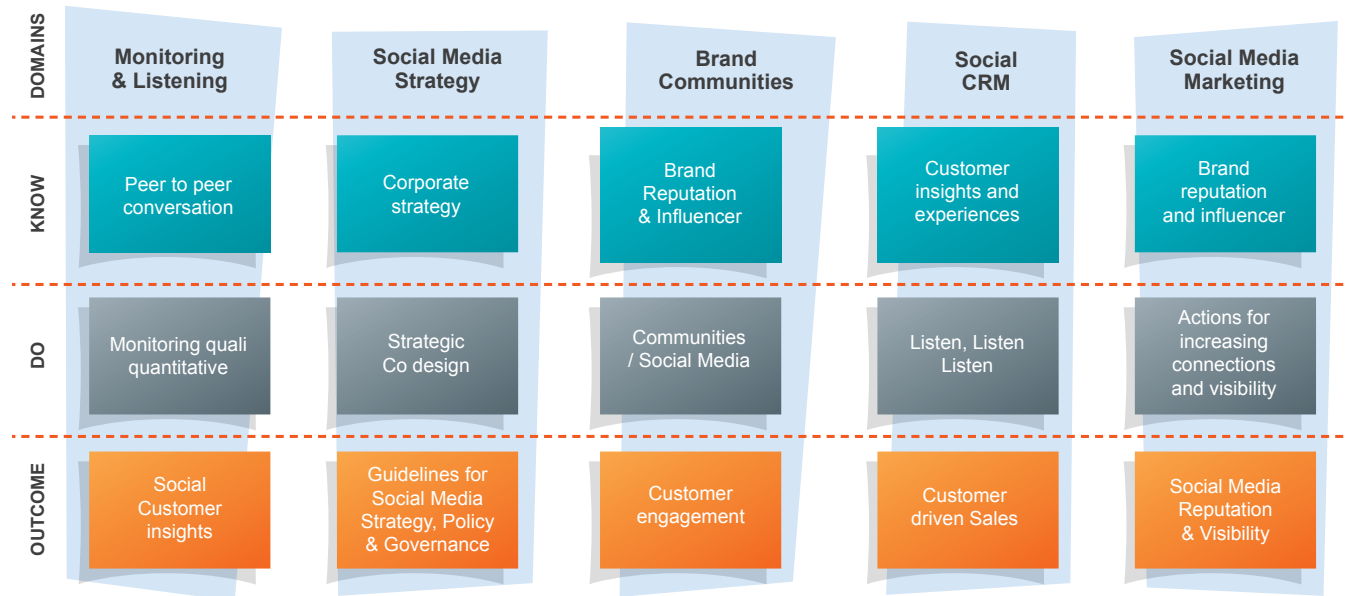 DOMAINS
Monitoring
& Listening
Social Media
Strategy
Brand
Communities
Social
CRM
Social Media
Marketing
KNOW
Peer to peer
conversation
Corporate
strategy
Brand
Reputation
& Influencer
Customer
insights and
experiences
Brand
reputation
and influencer
DO
Monitoring quali
quantitative
Strategic
Co design
Communities
/ Social Media
Listen, Listen
Listen
Actions for
increasing
connections
and visibility
OUTCOME
Social
Customer
insights
Guidelines for
Social Media
Strategy, Policy
& Governance
Customer
engagement
Customer
driven Sales
Social Media
Reputation
& Visibility